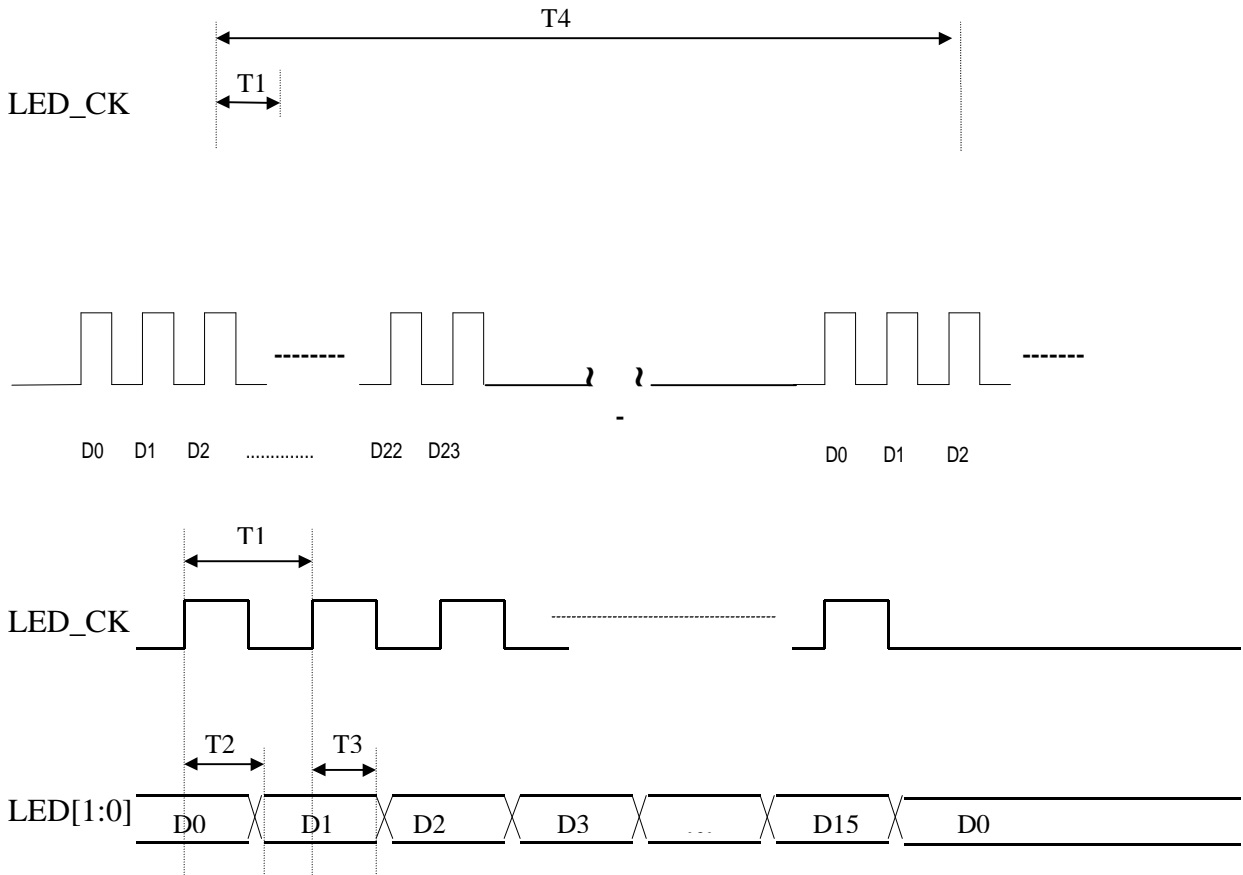 T4
T1
LED_CK
--------
-------
~ ~
-
D0 D1 D2 .............. D22 D23 D0 D1 D2
T1
LED_CK
T2 T3
LED[1:0] D0 D1 D2 D3 ... D15 D0